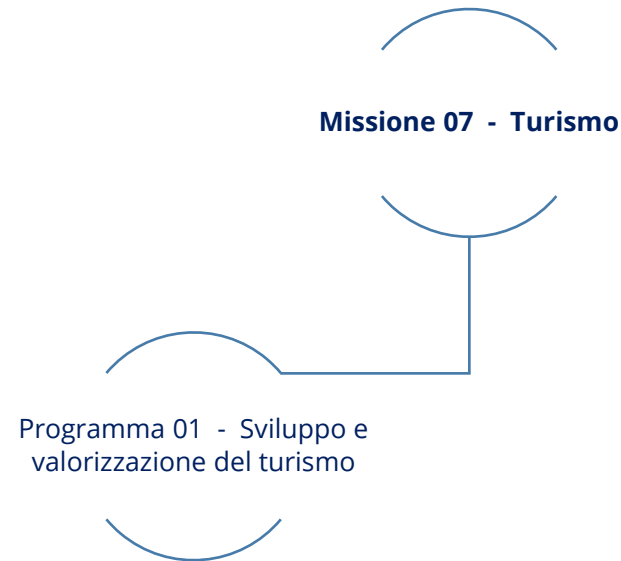 Missione 07  -  Turismo
Programma 01  -  Sviluppo e
valorizzazione del turismo